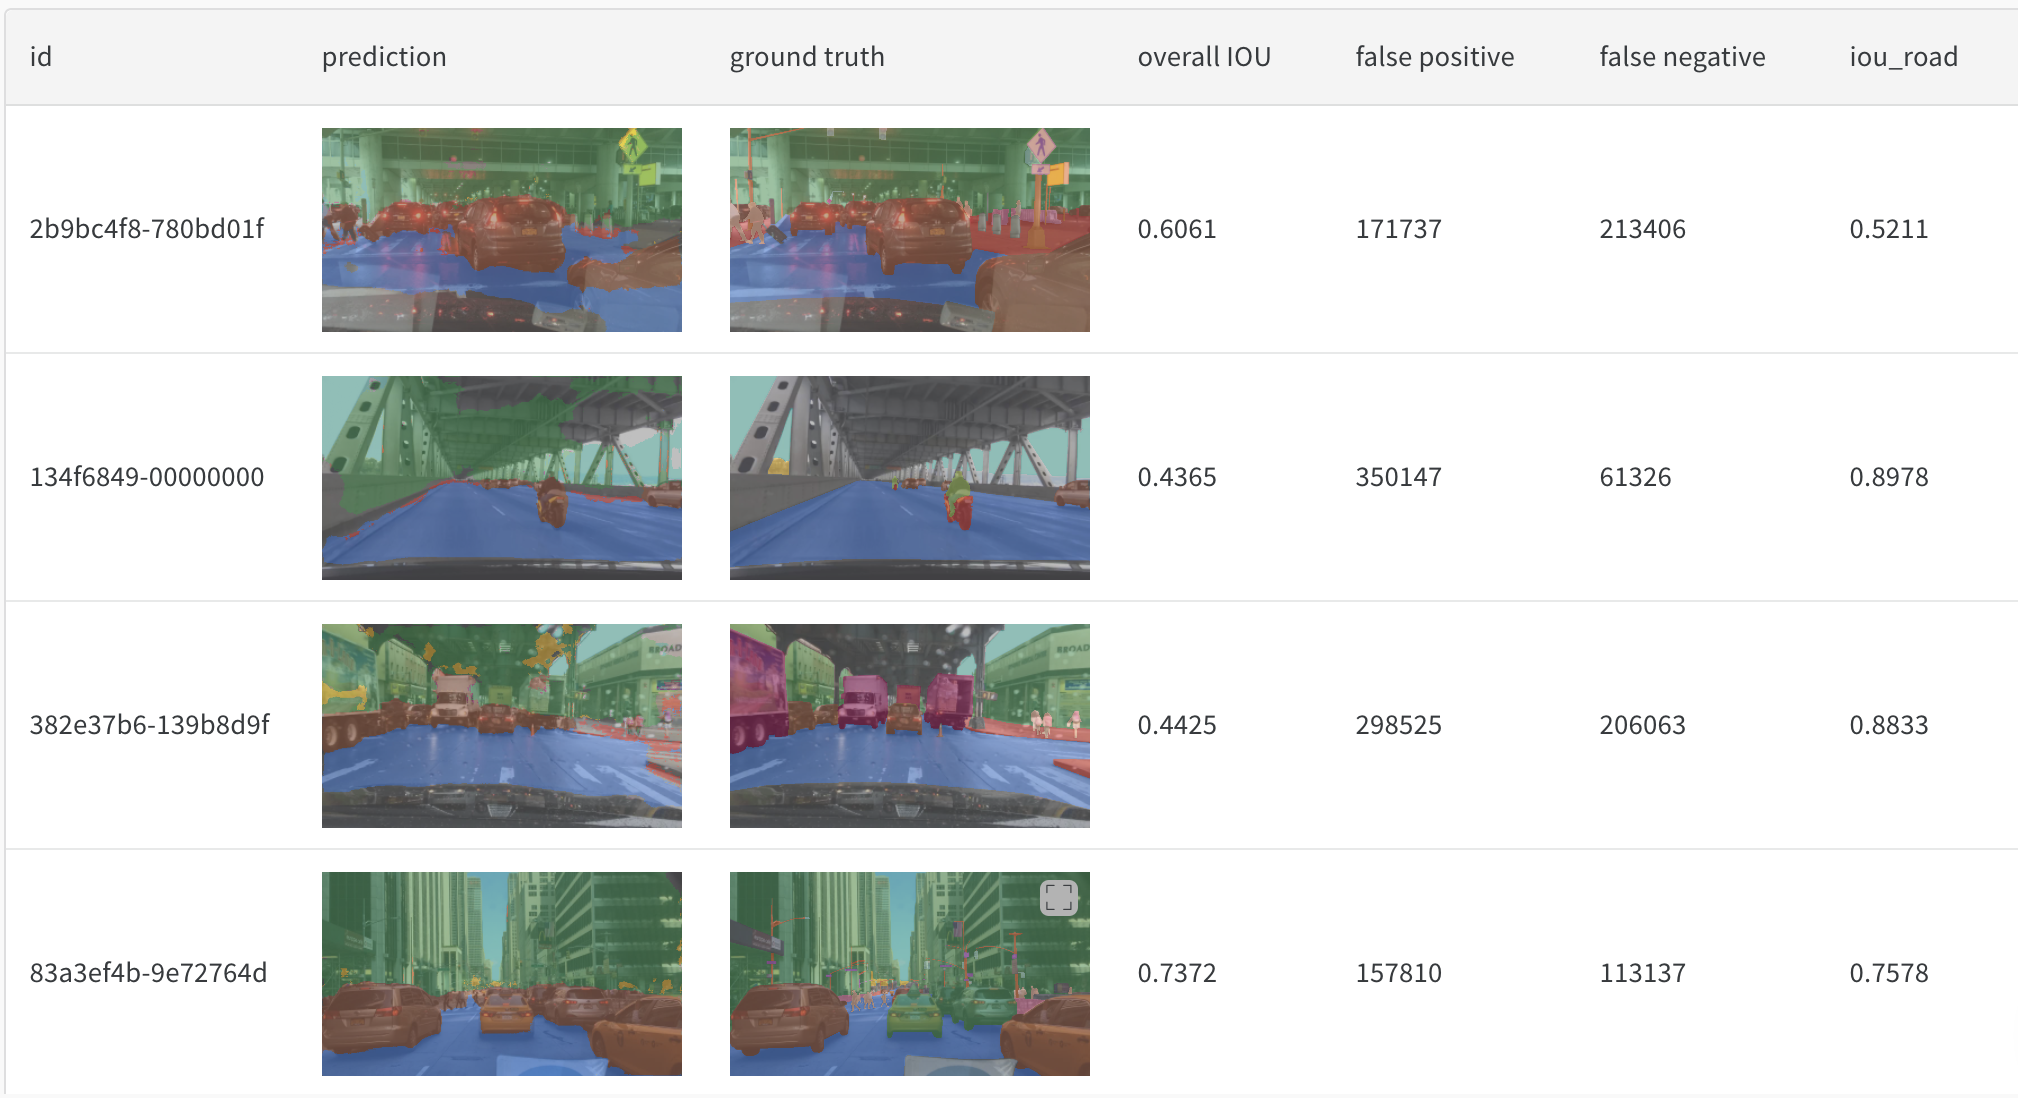 id prediction ground truth overall IOU false positive false negative iou_road
2b9bc4f8-780bd01f 0.6061 171737 213406 0.5211
134f6849-00000000 0.4365 350147 61326 0.8978
BROAD BROAD
382e37b6-139b8d9f 0.4425 298525 206063 0.8833
83a3ef4b-9e72764d 0.7372 157810 113137 0.7578